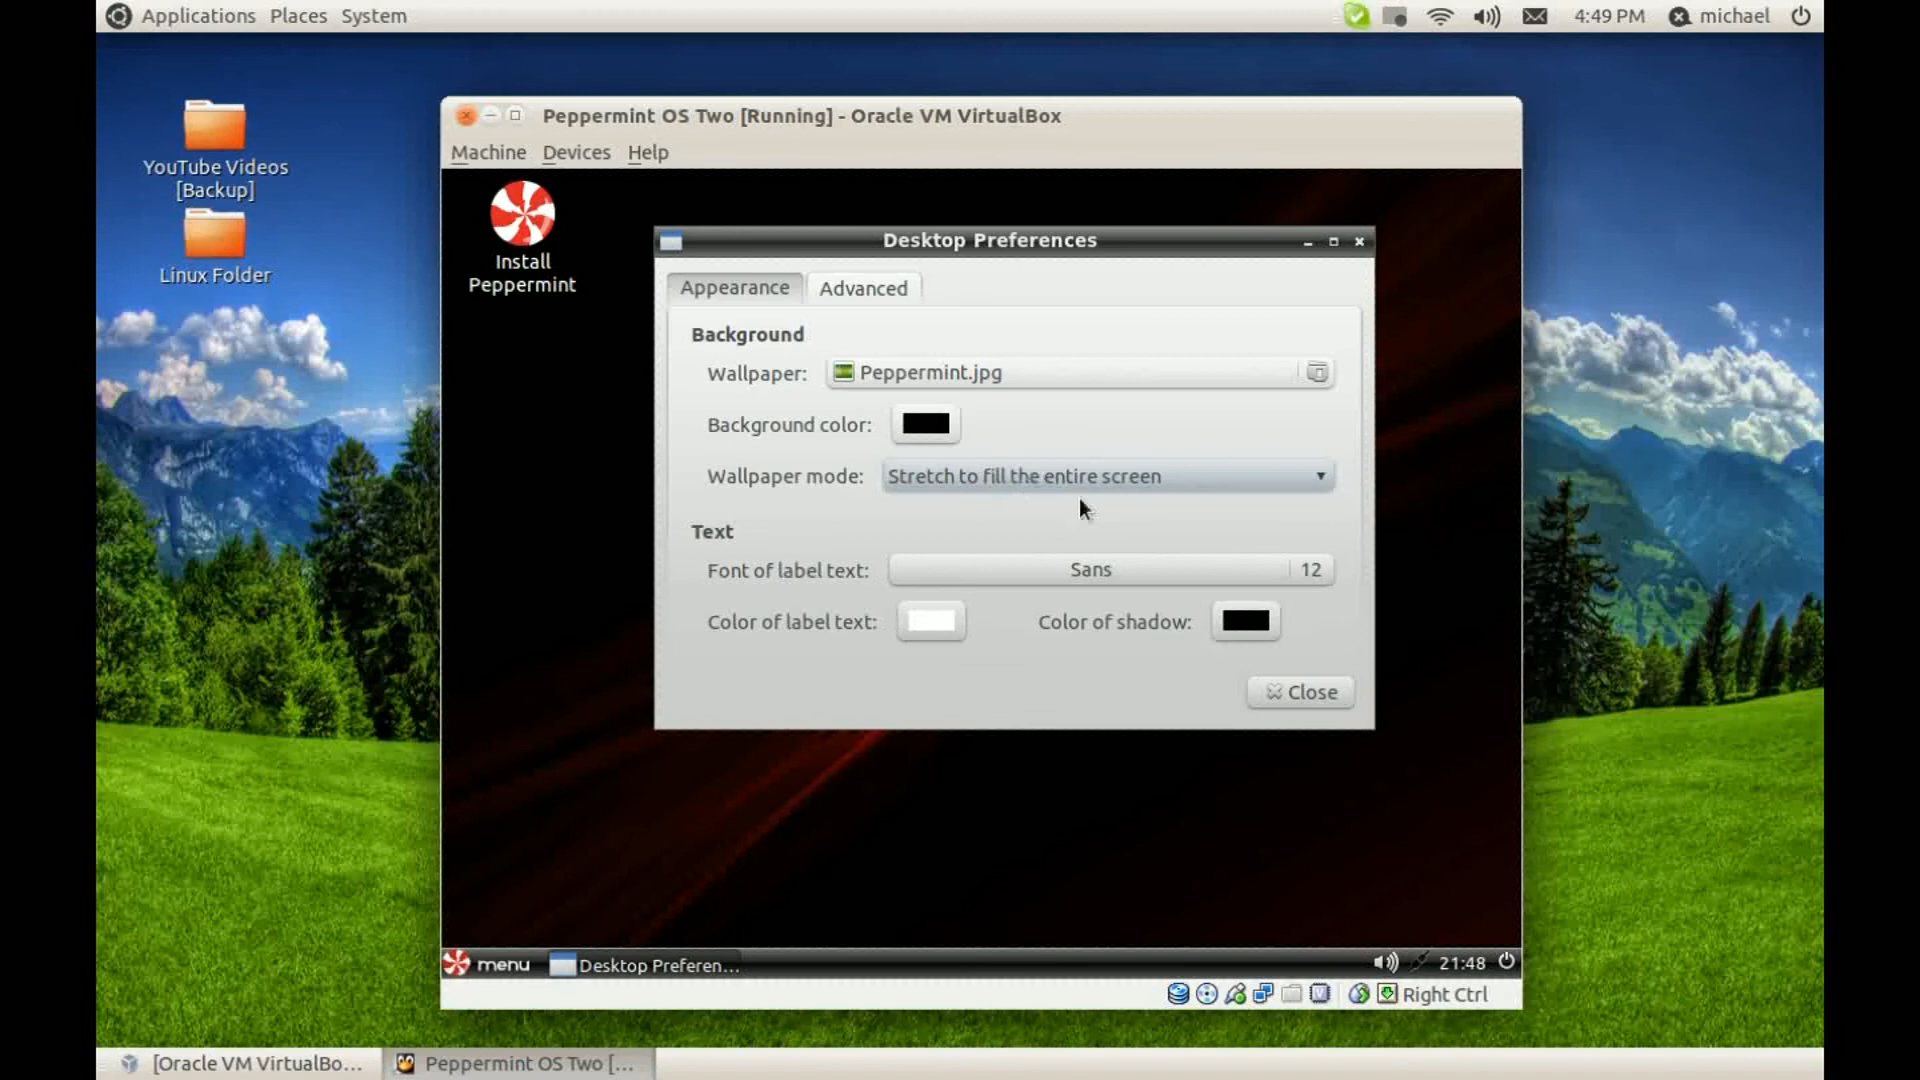 Applications Places System
4:49 PM michael
YouTube Videos
[Backup]
Linux Folder
Peppermint OS Two [Running] - Oracle VM VirtualBox
Machine Devices Help
Install
Peppermint
Desktop Preferences
Appearance Advanced
Background
Wallpaper: Peppermint.jpg
Background color:
Wallpaper mode: Stretch to fill the entire screen
Text
Font of label text: Sans 12
Color of label text: Color of shadow:
Close
menu Desktop Preferen... 21:48
Right Ctrl
[Oracle VM VirtualBo... Peppermint OS Two [...